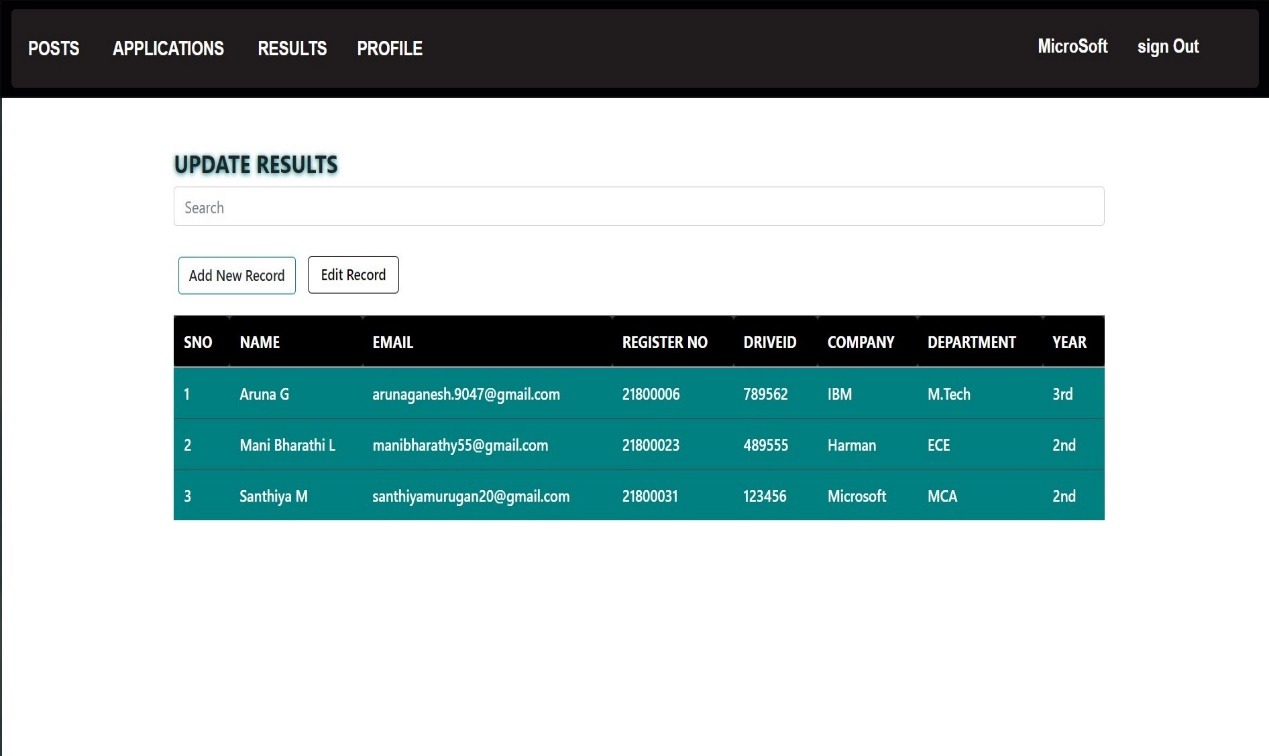 POSTS APPLICATIONS RESULTS PROFILE MicroSoft sign Out
UPDATE RESULTS
Search
Add New Record Edit Record
SNO NAME EMAIL REGISTER NO DRIVEID COMPANY DEPARTMENT YEAR
1 Aruna G arunaganesh.9047@gmail.com 21800006 789562 IBM M.Tech 3rd
2 Mani Bharathi L manibharathy55@gmail.com 21800023 489555 Harman ECE 2nd
3 Santhiya M santhiyamurugan20@gmail.com 21800031 123456 Microsoft MCA 2nd